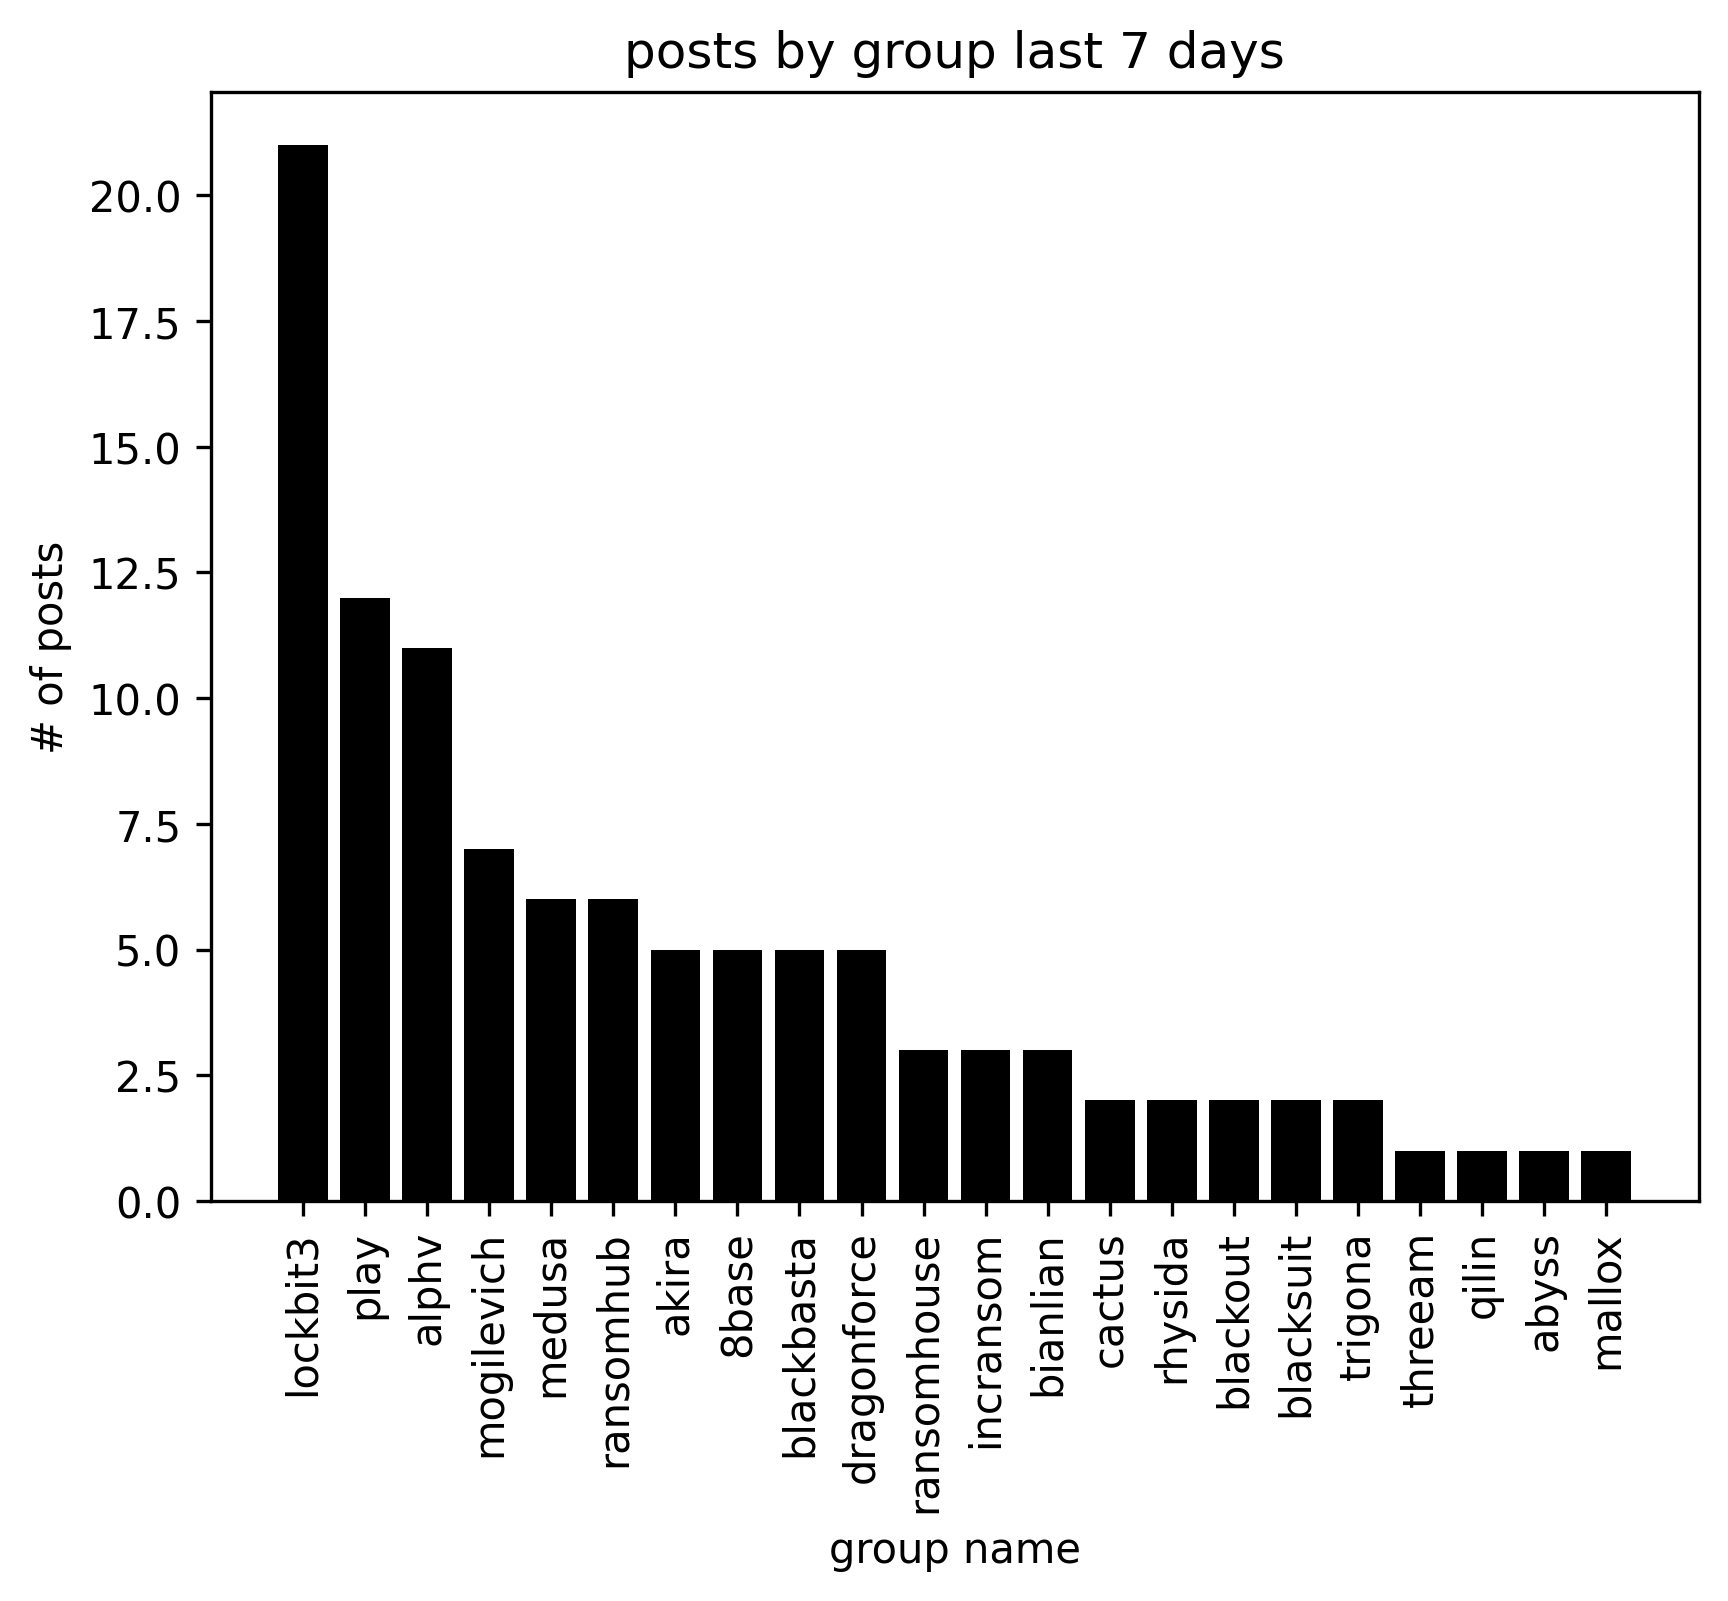 posts by group last 7 days
# of posts
20.0
17.5
15.0
12.5
10.0
7.5
5.0
2.5
0.0
lockbit3
play
alphv
mogilevich
medusa
ransomhub
akira
8base
blackbasta
dragonforce
ransomhouse
incransom
bianlian
cactus
rhysida
blackout
blacksuit
trigona
threeam
qilin
abyss
mallox
group name